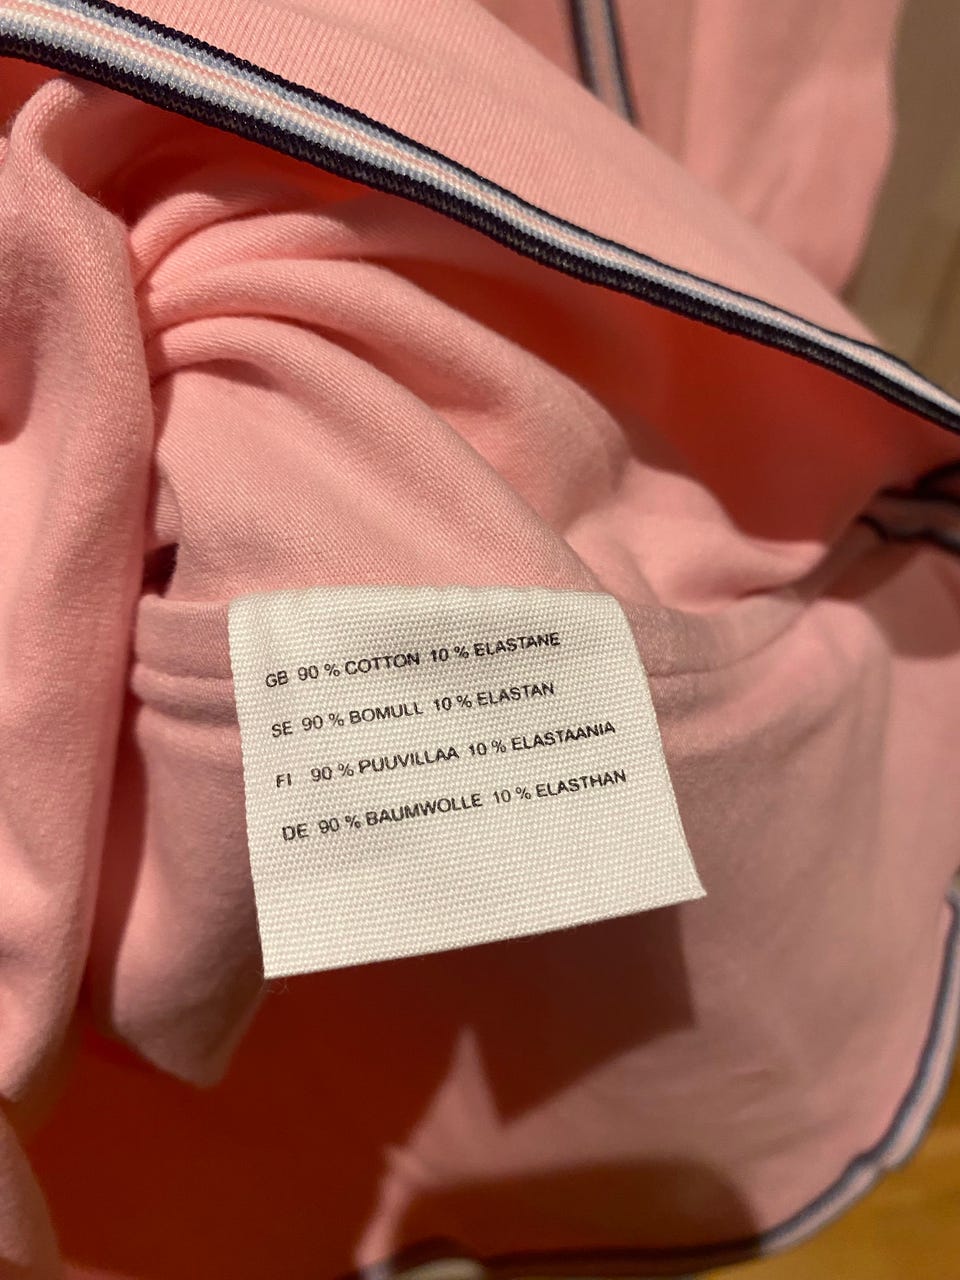 GB 90 % COTTON 10 % ELASTANE
SE 90 % BOMULL 10 % ELASTAN
FI 90 % PUUVILLAA 10 % ELASTAANIA
DE 90 % BAUMWOLLE 10 % ELASTHAN